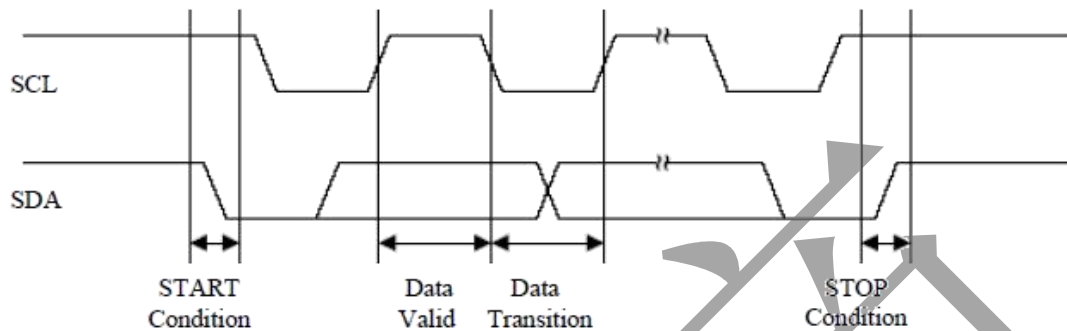 SCL
SDA
START Data Data STOP
Condition Valid Transition Condition